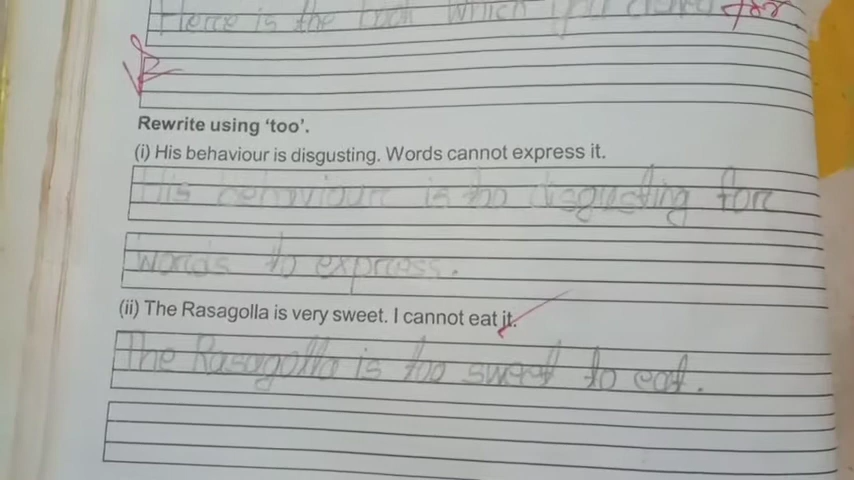 Herce is the book which you
for
Rewrite using 'too'.
(i) His behaviour is disgusting. Words cannot express it.
His behaviour is too disgusting for
words to express.
(ii) The Rasagolla is very sweet. I cannot eat it.
The Rasagolla is too sweet to eat.